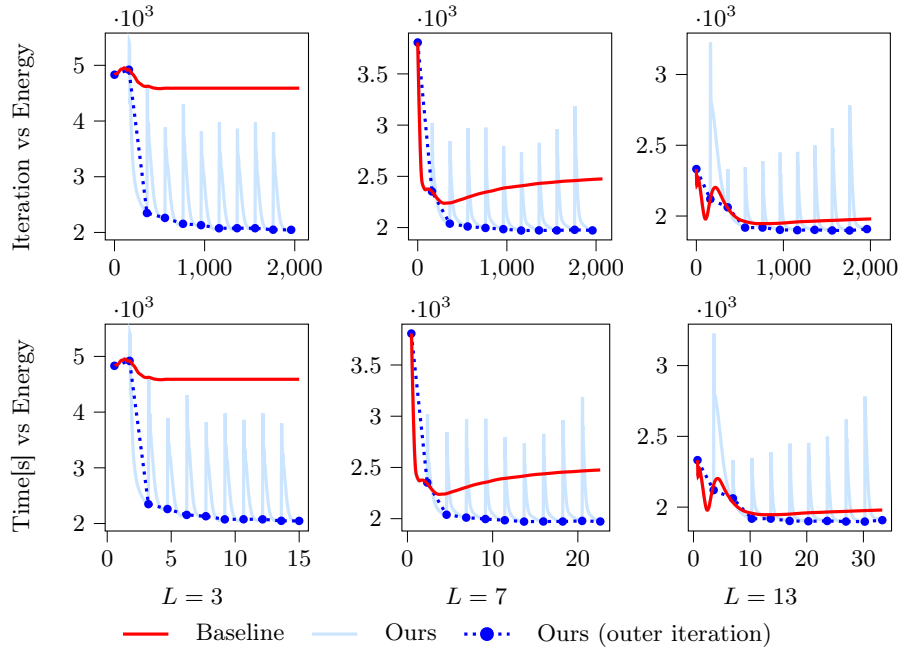 ·10³ ·10³ ·10³
Iteration vs Energy
5
4
3
2
0 1,000 2,000
3.5
3
2.5
2
0 1,000 2,000
3
2.5
2
0 1,000 2,000
·10³ ·10³ ·10³
Time[s] vs Energy
5
4
3
2
0 5 10 15
3.5
3
2.5
2
0 10 20
3
2.5
2
0 10 20 30
L = 3 L = 7 L = 13
Baseline Ours Ours (outer iteration)